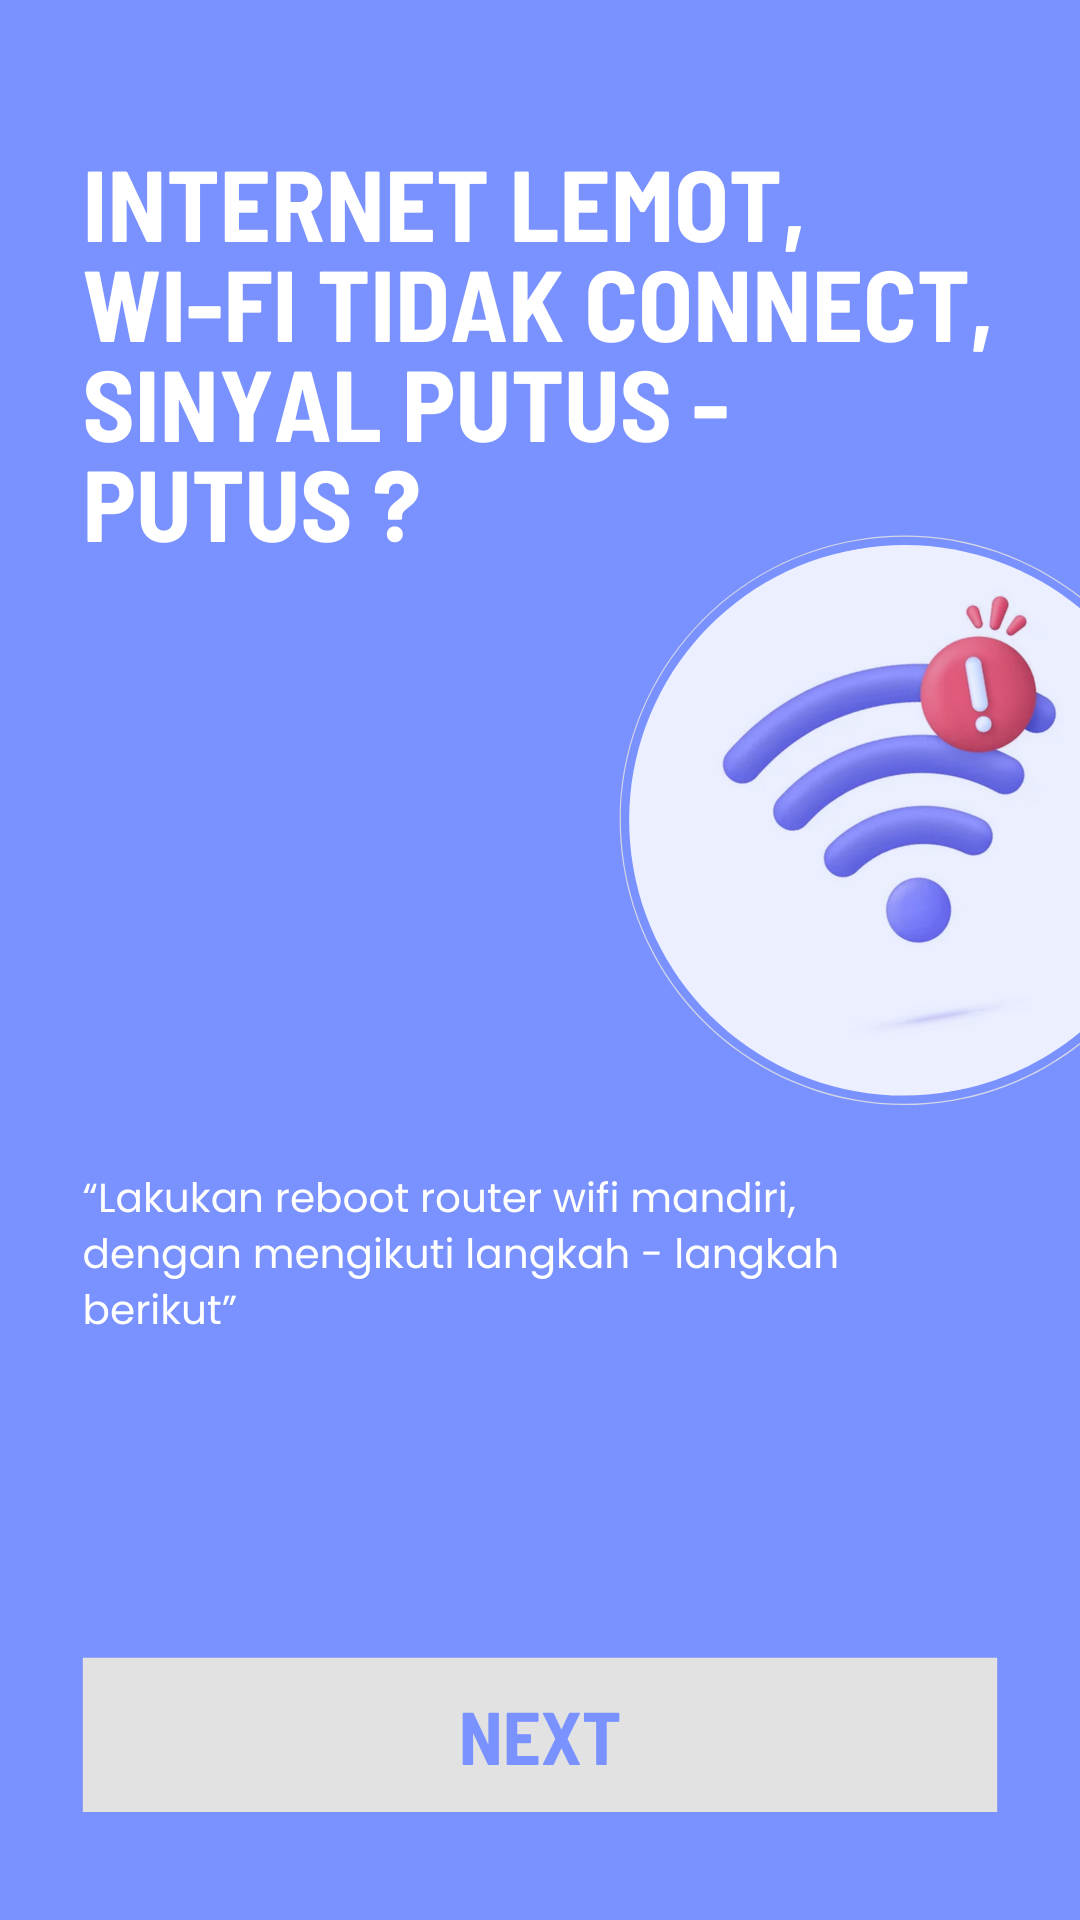 INTERNET LEMOT,
WI-FI TIDAK CONNECT,
SINYAL PUTUS -
PUTUS ?
“Lakukan reboot router wifi mandiri,
dengan mengikuti langkah - langkah
berikut”
NEXT